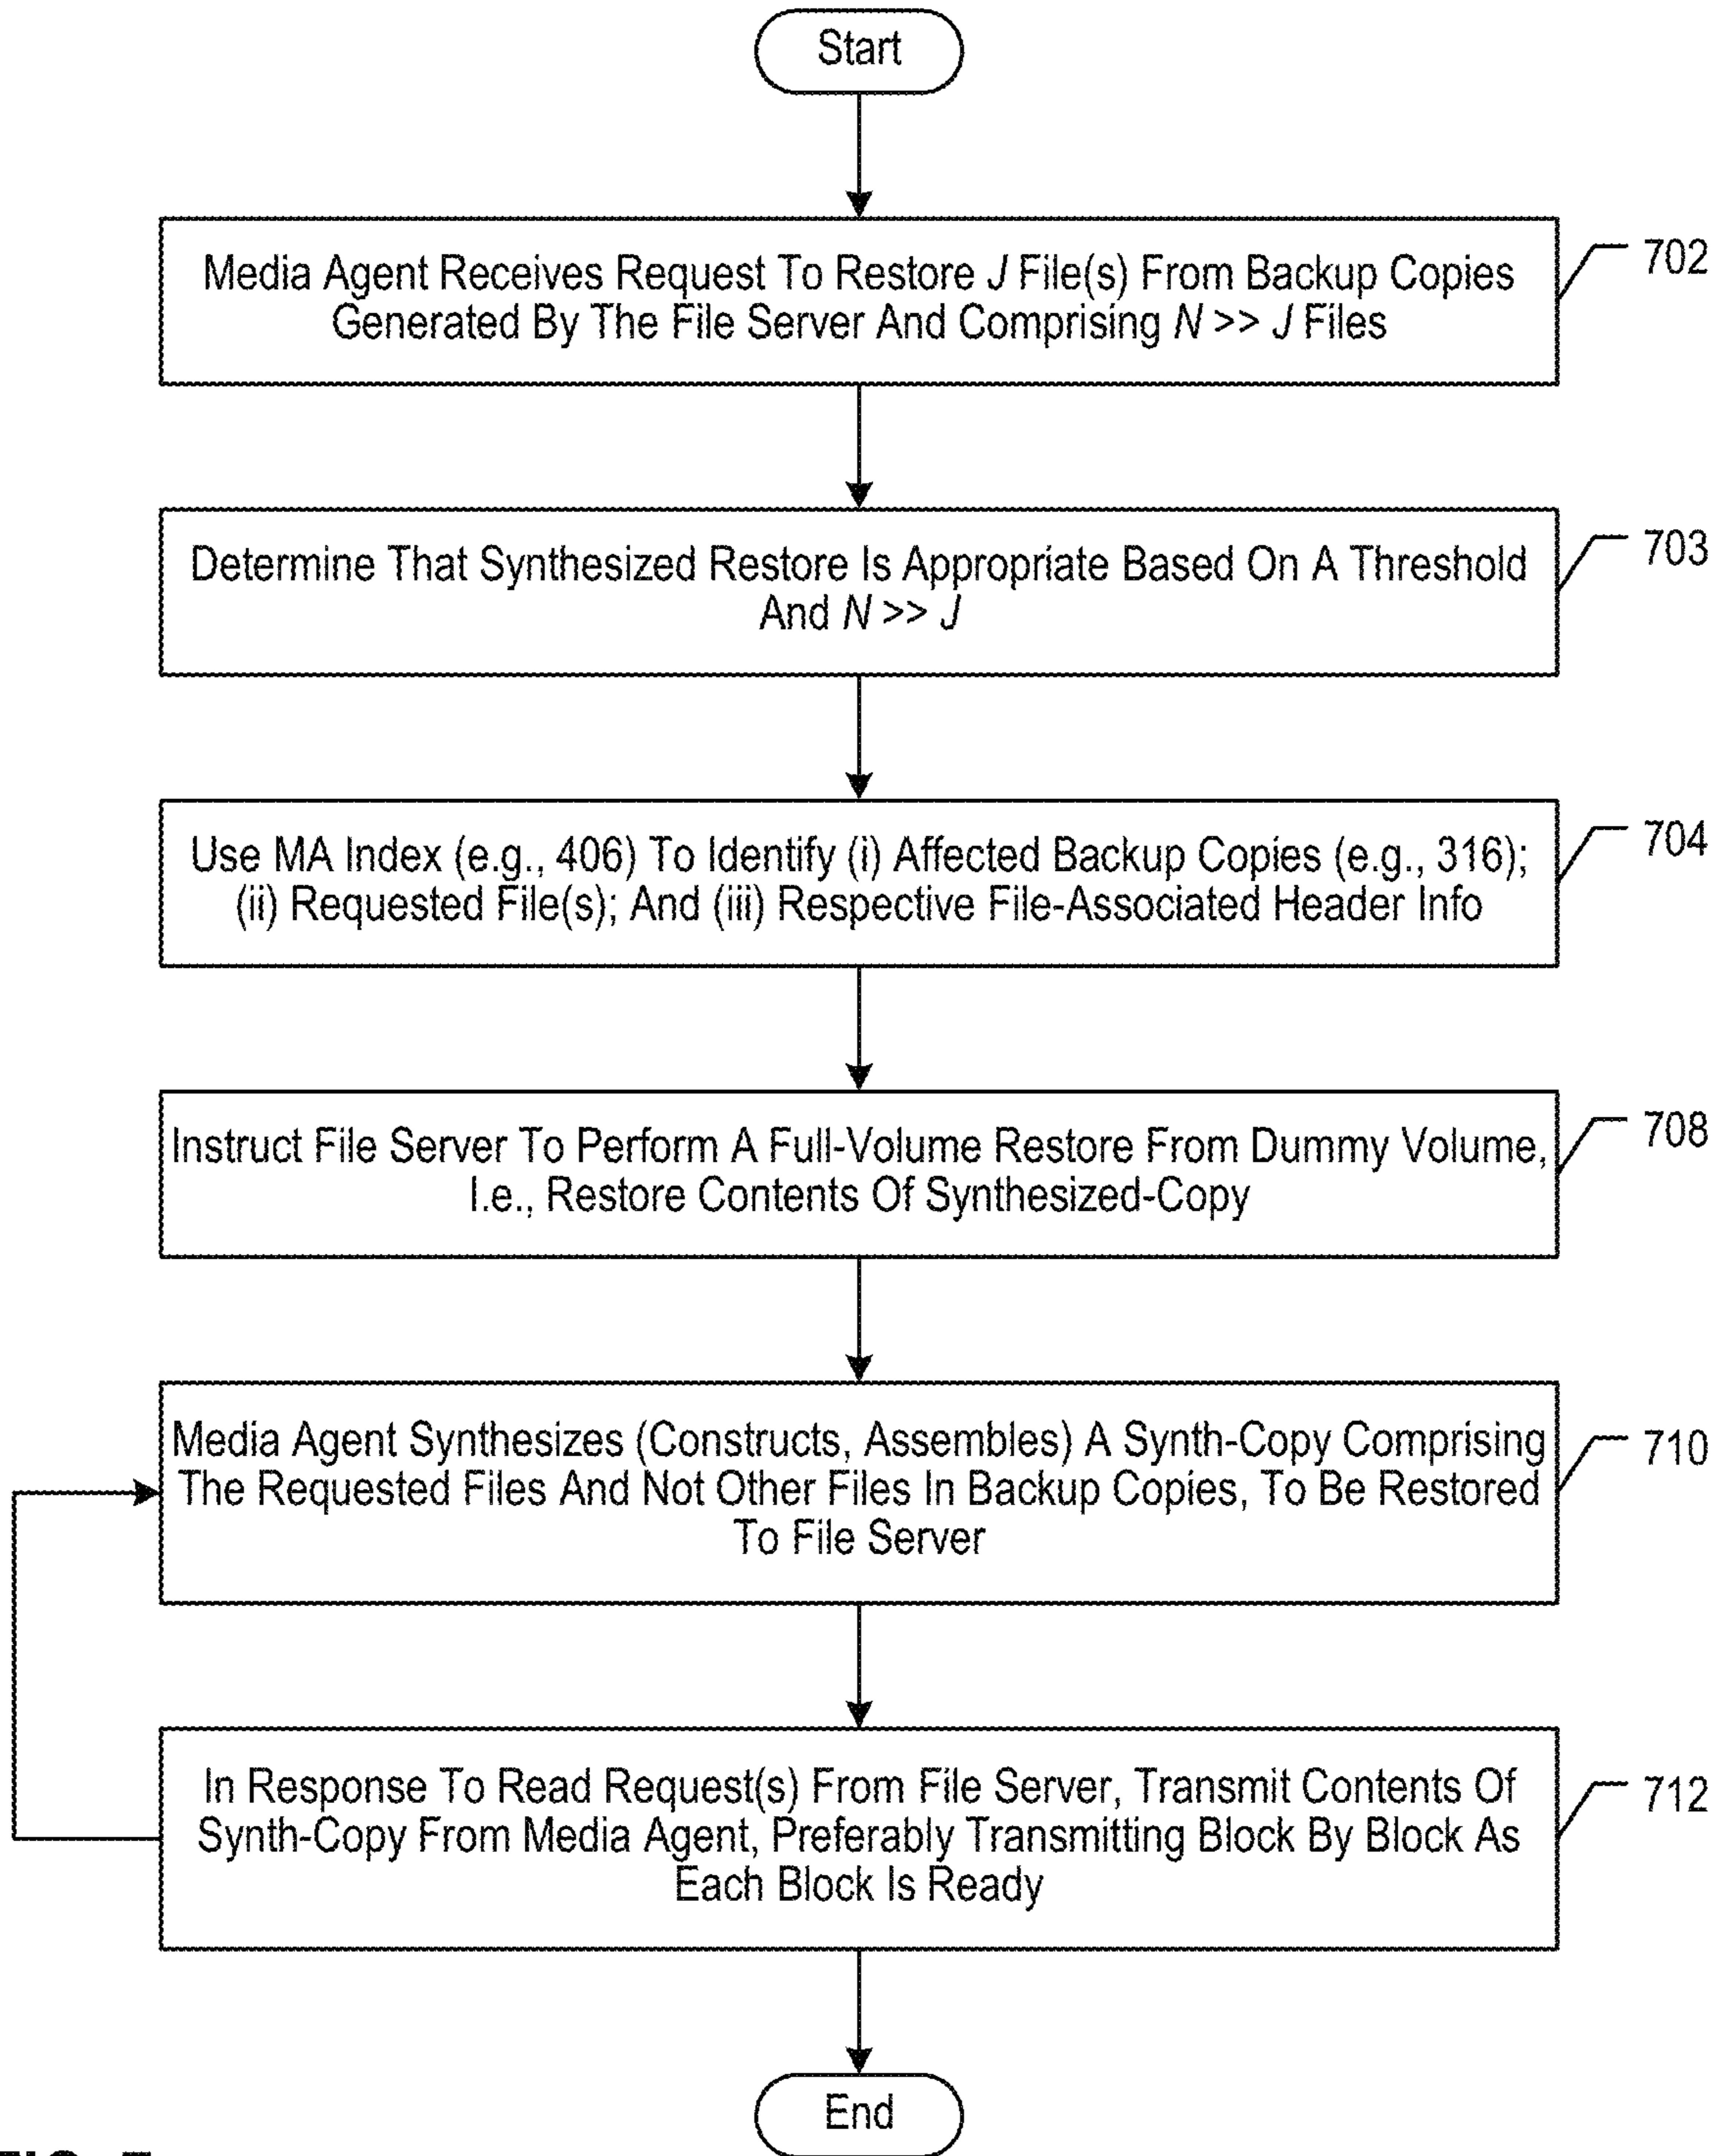 Start
Media Agent Receives Request To Restore J File(s) From Backup Copies
Generated By The File Server And Comprising N >> J Files
702
Determine That Synthesized Restore Is Appropriate Based On A Threshold
And N >> J
703
Use MA Index (e.g., 406) To Identify (i) Affected Backup Copies (e.g., 316);
(ii) Requested File(s); And (iii) Respective File-Associated Header Info
704
Instruct File Server To Perform A Full-Volume Restore From Dummy Volume,
I.e., Restore Contents Of Synthesized-Copy
708
Media Agent Synthesizes (Constructs, Assembles) A Synth-Copy Comprising
The Requested Files And Not Other Files In Backup Copies, To Be Restored
To File Server
710
In Response To Read Request(s) From File Server, Transmit Contents Of
Synth-Copy From Media Agent, Preferably Transmitting Block By Block As
Each Block Is Ready
712
End